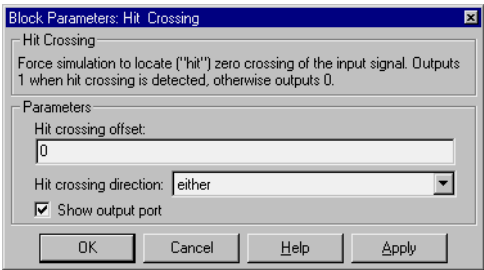 Block Parameters: Hit Crossing
Hit Crossing
Force simulation to locate ("hit") zero crossing of the input signal. Outputs
1 when hit crossing is detected, otherwise outputs 0.
Parameters
Hit crossing offset:
0
Hit crossing direction: either
Show output port
OK Cancel Help Apply